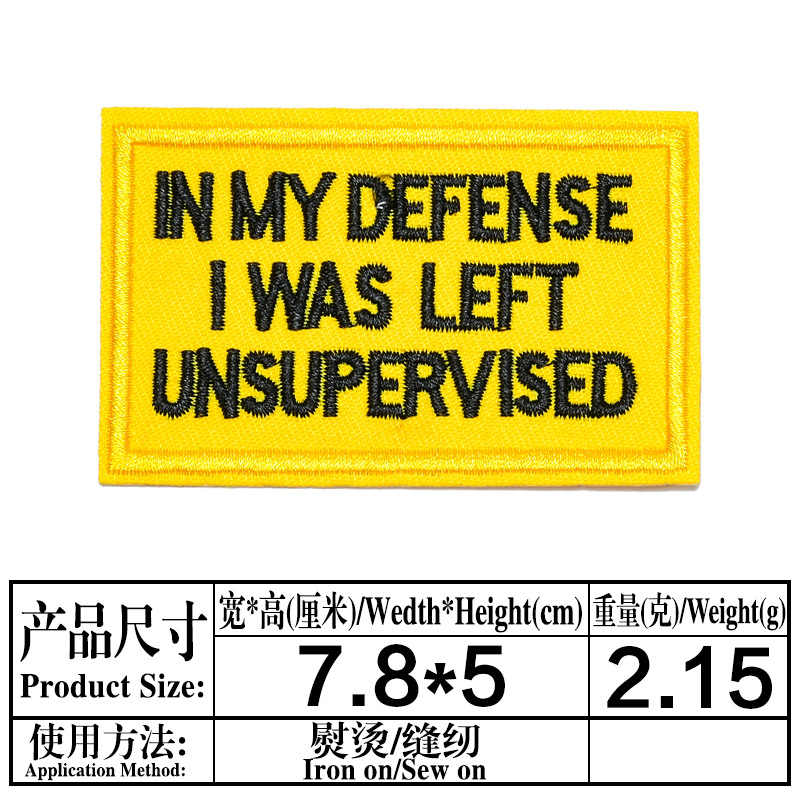 IN MY DEFENSE
I WAS LEFT
UNSUPERVISED
产品尺寸
Product Size:
宽*高(厘米)/Wedth*Height(cm)
7.8*5
重量(克)/Weight(g)
2.15
使用方法:
Application Method:
熨烫/缝纫
Iron on/Sew on